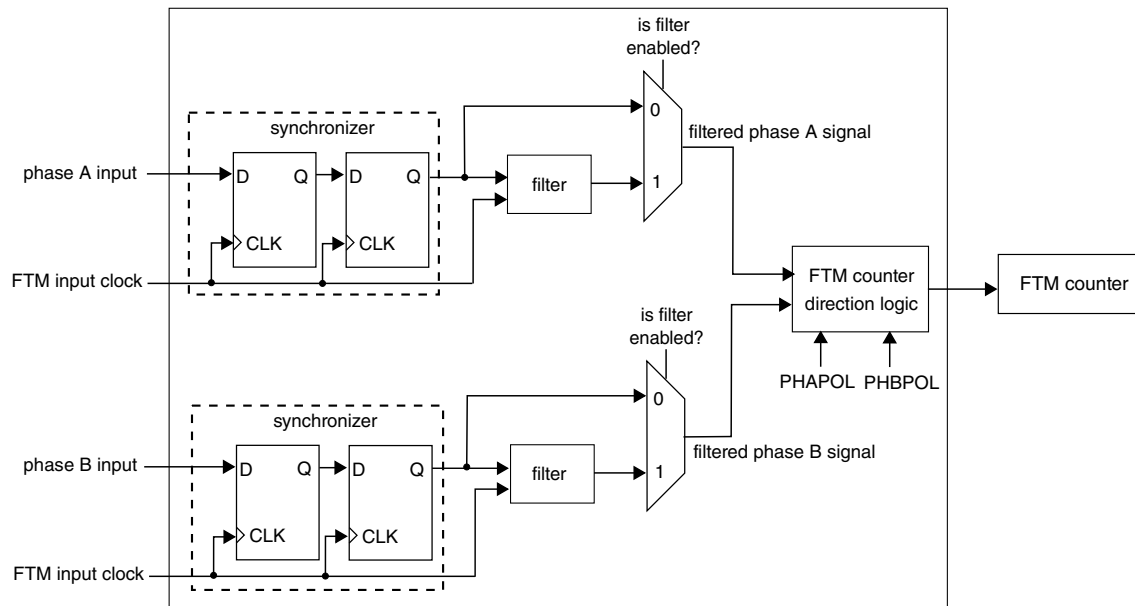 is filter
enabled?
synchronizer
0
filtered phase A signal
phase A input
D Q D Q
filter
1
CLK CLK
FTM input clock
FTM counter
direction logic
FTM counter
is filter
enabled?
PHAPOL PHBPOL
synchronizer
0
filtered phase B signal
phase B input
D Q D Q
filter
1
CLK CLK
FTM input clock